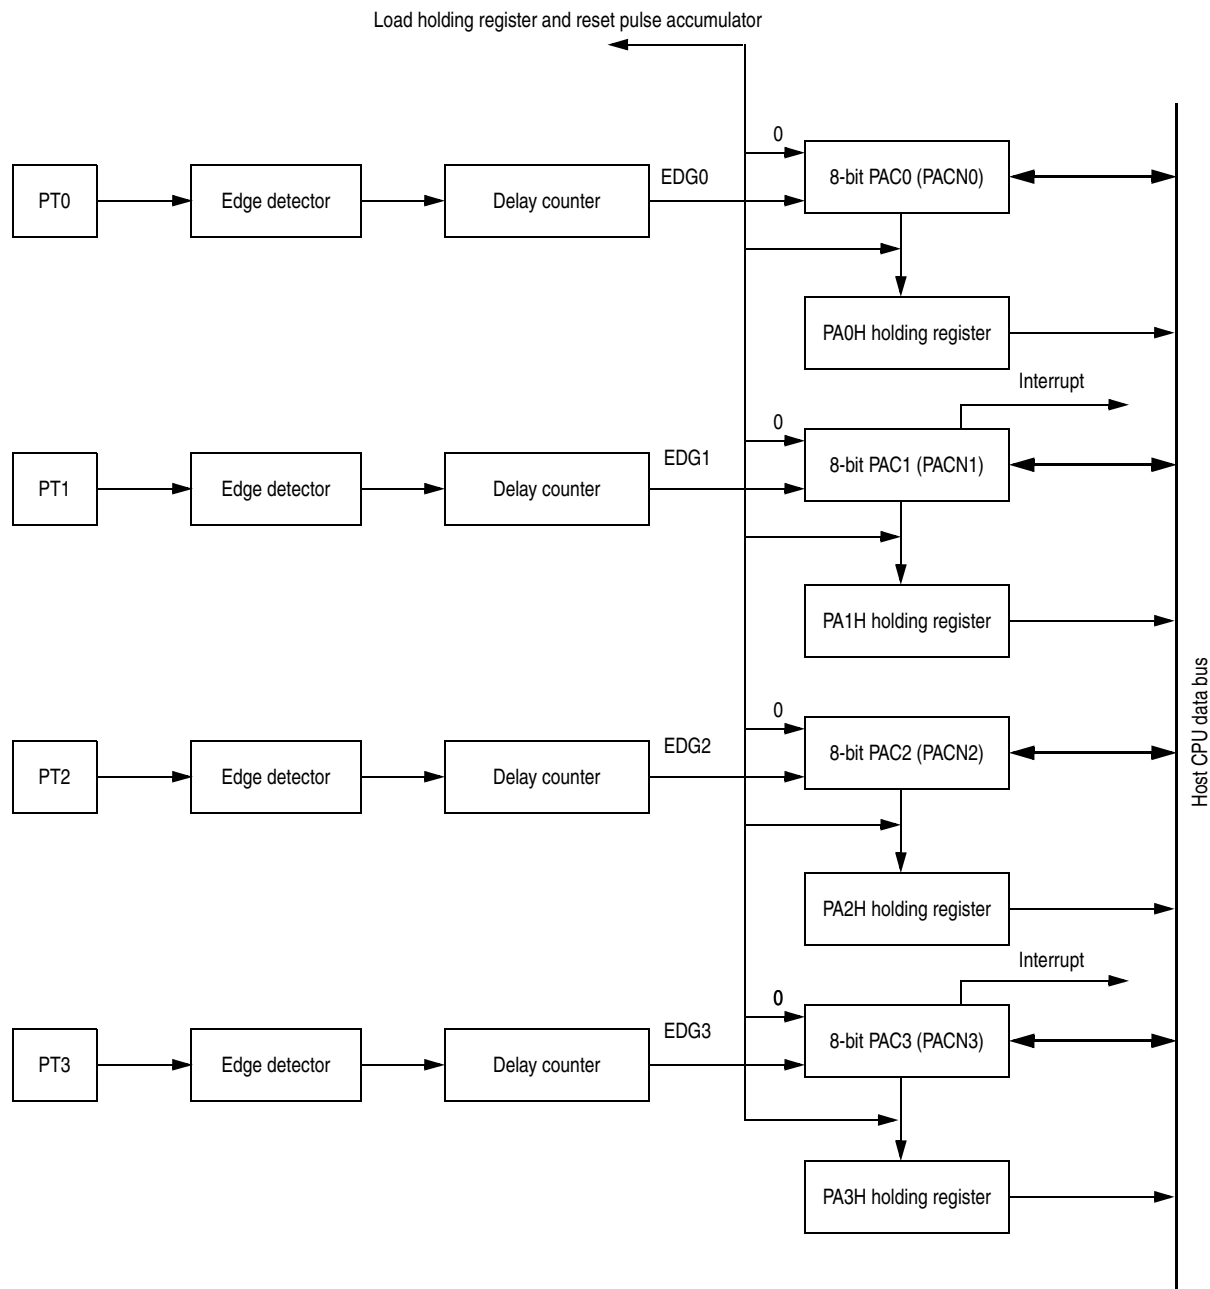 Load holding register and reset pulse accumulator
0
PT0
Edge detector
Delay counter
EDG0
8-bit PAC0 (PACN0)
PA0H holding register
Interrupt
0
PT1
Edge detector
Delay counter
EDG1
8-bit PAC1 (PACN1)
PA1H holding register
Host CPU data bus
0
PT2
Edge detector
Delay counter
EDG2
8-bit PAC2 (PACN2)
PA2H holding register
Interrupt
0
PT3
Edge detector
Delay counter
EDG3
8-bit PAC3 (PACN3)
PA3H holding register